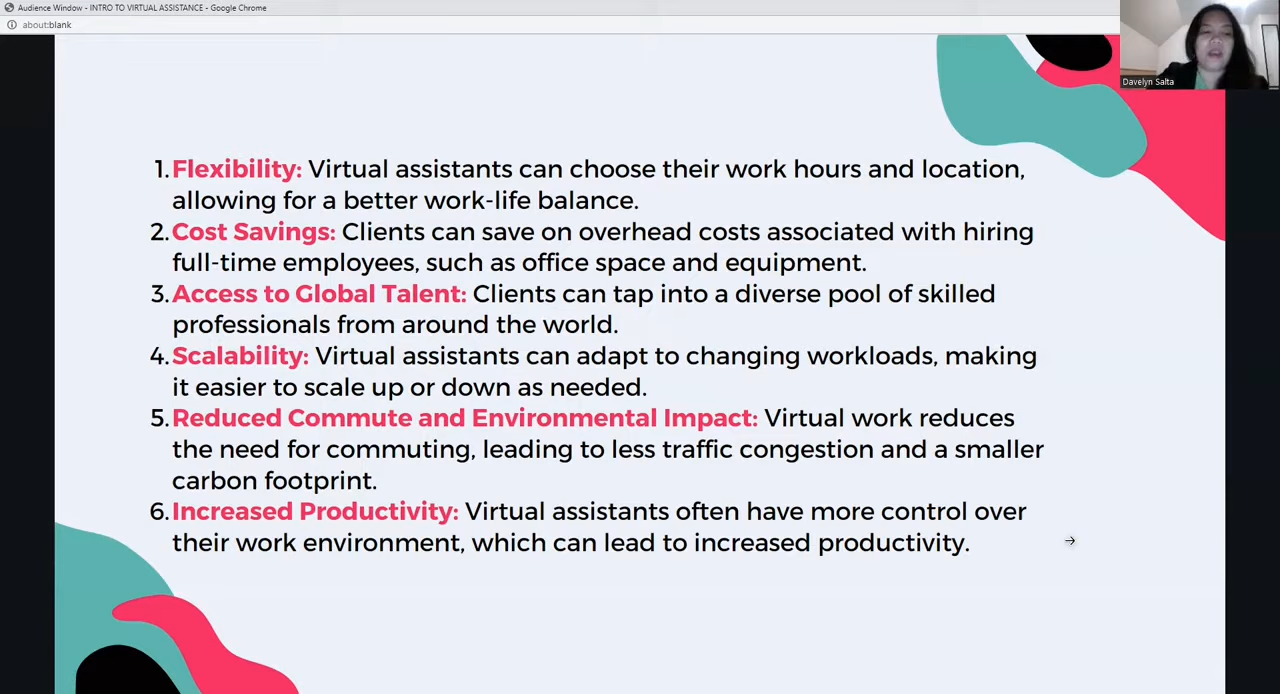 Audience Window - INTRO TO VIRTUAL ASSISTANCE - Google Chrome
about:blank
Davelyn Salta
1. Flexibility: Virtual assistants can choose their work hours and location,
allowing for a better work-life balance.
2. Cost Savings: Clients can save on overhead costs associated with hiring
full-time employees, such as office space and equipment.
3. Access to Global Talent: Clients can tap into a diverse pool of skilled
professionals from around the world.
4. Scalability: Virtual assistants can adapt to changing workloads, making
it easier to scale up or down as needed.
5. Reduced Commute and Environmental Impact: Virtual work reduces
the need for commuting, leading to less traffic congestion and a smaller
carbon footprint.
6. Increased Productivity: Virtual assistants often have more control over
their work environment, which can lead to increased productivity.